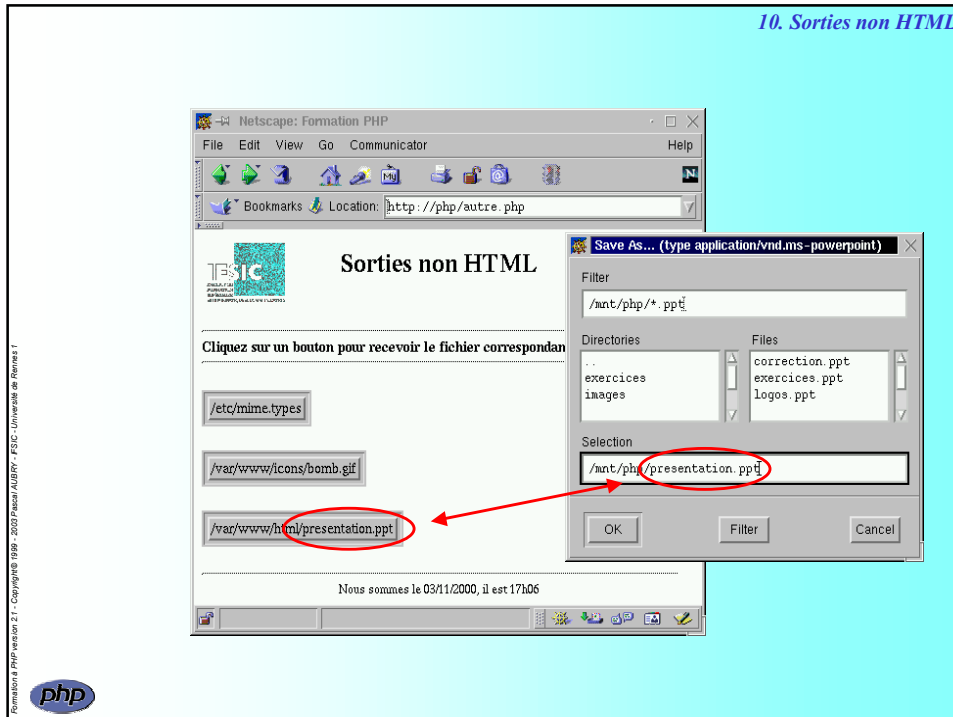 10. Sorties non HTML
Netscape: Formation PHP
File Edit View Go Communicator Help
My
N
Bookmarks Location: http://php/autre.php
IFSIC
Sorties non HTML
Cliquez sur un bouton pour recevoir le fichier correspondan
/etc/mime.types
/var/www/icons/bomb.gif
/var/www/html/presentation.ppt
Nous sommes le 03/11/2000, il est 17h06
Save As... (type application/vnd.ms-powerpoint)
Filter
/mnt/php/*.ppt
Directories
..
exercices
images
Files
correction.ppt
exercices.ppt
logos.ppt
Selection
/mnt/php/presentation.ppt
OK Filter Cancel
Formation à PHP version 2.1 - Copyright © 1999 - 2003 Pascal AUBRY - IFSIC - Université de Rennes 1
php